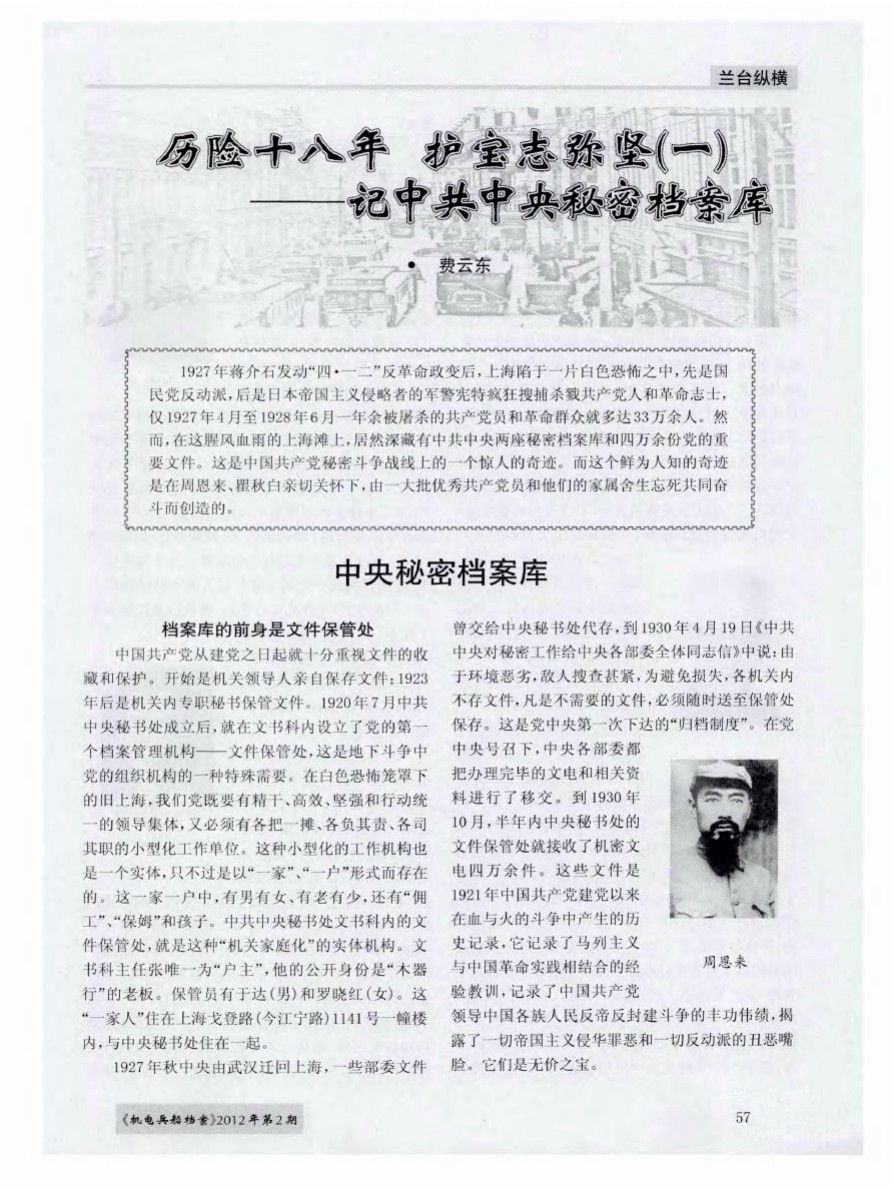 兰台纵横
历险十八年 护宝志弥坚(一)
——记中共中央秘密档案库
• 费云东
1927年蒋介石发动“四·一二”反革命政变后,上海陷于一片白色恐怖之中,先是国
民党反动派,后是日本帝国主义侵略者的军警宪特疯狂搜捕杀戮共产党人和革命志士,
仅1927年4月至1928年6月一年余被屠杀的共产党员和革命群众就多达33万余人。然
而,在这腥风血雨的上海滩上,居然深藏有中共中央两座秘密档案库和四万余份党的重
要文件。这是中国共产党秘密斗争战线上的一个惊人的奇迹。而这个鲜为人知的奇迹
是在周恩来、瞿秋白亲切关怀下,由一大批优秀共产党员和他们的家属舍生忘死共同奋
斗而创造的。
中央秘密档案库
档案库的前身是文件保管处
中国共产党从建党之日起就十分重视文件的收
藏和保护。开始是机关领导人亲自保存文件;1923
年后是机关内专职秘书保管文件。1920年7月中共
中央秘书处成立后,就在文书科内设立了党的第一
个档案管理机构——文件保管处,这是地下斗争中
党的组织机构的一种特殊需要。在白色恐怖笼罩下
的旧上海,我们党既要有精干、高效、坚强和行动统
一的领导集体,又必须有各把一摊、各负其责、各司
其职的小型化工作单位。这种小型化的工作机构也
是一个实体,只不过是以“一家”、“一户”形式而存在
的。这一家一户中,有男有女、有老有少,还有“佣
工”、“保姆”和孩子。中共中央秘书处文书科内的文
件保管处,就是这种“机关家庭化”的实体机构。文
书科主任张唯一为“户主”,他的公开身份是“木器
行”的老板。保管员有于达(男)和罗晓红(女)。这
“一家人”住在上海戈登路(今江宁路)1141号一幢楼
内,与中央秘书处住在一起。
1927年秋中央由武汉迁回上海,一些部委文件
曾交给中央秘书处代存,到1930年4月19日《中共
中央对秘密工作给中央各部委全体同志信》中说:由
于环境恶劣,敌人搜查甚紧,为避免损失,各机关内
不存文件,凡是不需要的文件,必须随时送至保管处
保存。这是党中央第一次下达的“归档制度”。在党
中央号召下,中央各部委都
把办理完毕的文电和相关资
料进行了移交。到1930年
10月,半年内中央秘书处的
文件保管处就接收了机密文
电四万余件。这些文件是
1921年中国共产党建党以来
在血与火的斗争中产生的历
史记录,它记录了马列主义
与中国革命实践相结合的经
验教训,记录了中国共产党
领导中国各族人民反帝反封建斗争的丰功伟绩,揭
露了一切帝国主义侵华罪恶和一切反动派的丑恶嘴
脸。它们是无价之宝。
周恩来
《机电兵船档案》2012年第2期
57